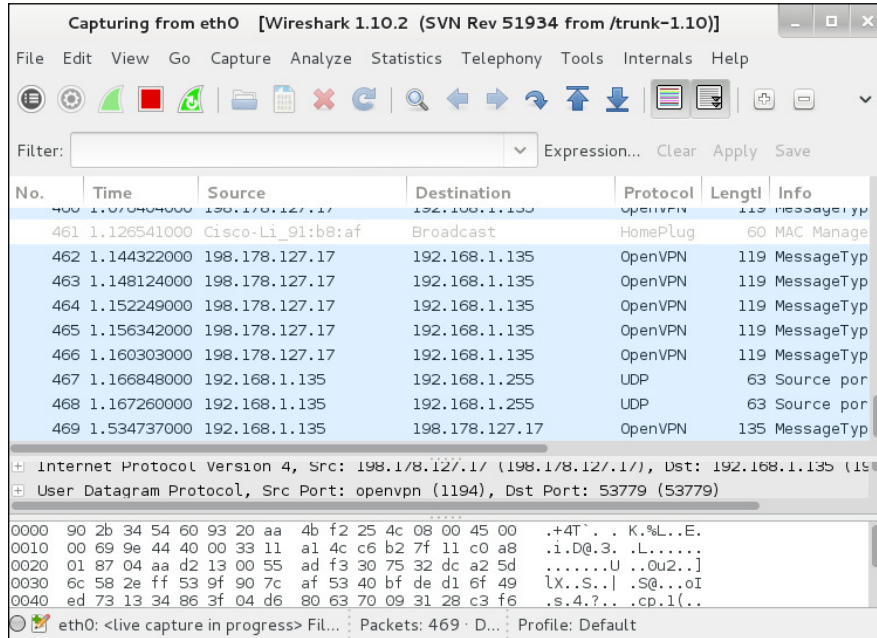 Capturing from eth0 [Wireshark 1.10.2 (SVN Rev 51934 from /trunk-1.10)]
File Edit View Go Capture Analyze Statistics Telephony Tools Internals Help
Filter: Expression... Clear Apply Save
No. Time Source Destination Protocol Lengtl Info
460 1.076404000 198.178.127.17 192.168.1.135 OpenVPN 119 MessageTyp
461 1.126541000 Cisco-Li_91:b8:af Broadcast HomePlug 60 MAC Manage
462 1.144322000 198.178.127.17 192.168.1.135 OpenVPN 119 MessageTyp
463 1.148124000 198.178.127.17 192.168.1.135 OpenVPN 119 MessageTyp
464 1.152249000 198.178.127.17 192.168.1.135 OpenVPN 119 MessageTyp
465 1.156342000 198.178.127.17 192.168.1.135 OpenVPN 119 MessageTyp
466 1.160303000 198.178.127.17 192.168.1.135 OpenVPN 119 MessageTyp
467 1.166848000 192.168.1.135 192.168.1.255 UDP 63 Source por
468 1.167260000 192.168.1.135 192.168.1.255 UDP 63 Source por
469 1.534737000 192.168.1.135 198.178.127.17 OpenVPN 135 MessageTyp
Internet Protocol Version 4, Src: 198.178.127.17 (198.178.127.17), Dst: 192.168.1.135 (19
User Datagram Protocol, Src Port: openvpn (1194), Dst Port: 53779 (53779)
0000 90 2b 34 54 60 93 20 aa 4b f2 25 4c 08 00 45 00 .+4T`. . K.%L..E.
0010 00 69 9e 44 40 00 33 11 a1 4c c6 b2 7f 11 c0 a8 .i.D@.3. .L......
0020 01 87 04 aa d2 13 00 55 ad f3 30 75 32 dc a2 5d .......U ..0u2..]
0030 6c 58 2e ff 53 9f 90 7c af 53 40 bf de d1 6f 49 lX..S..| .S@...oI
0040 ed 73 13 34 86 3f 04 d6 80 63 70 09 31 28 c3 f6 .s.4.?.. .cp.1(..
eth0: <live capture in progress> Fil... Packets: 469 · D... Profile: Default